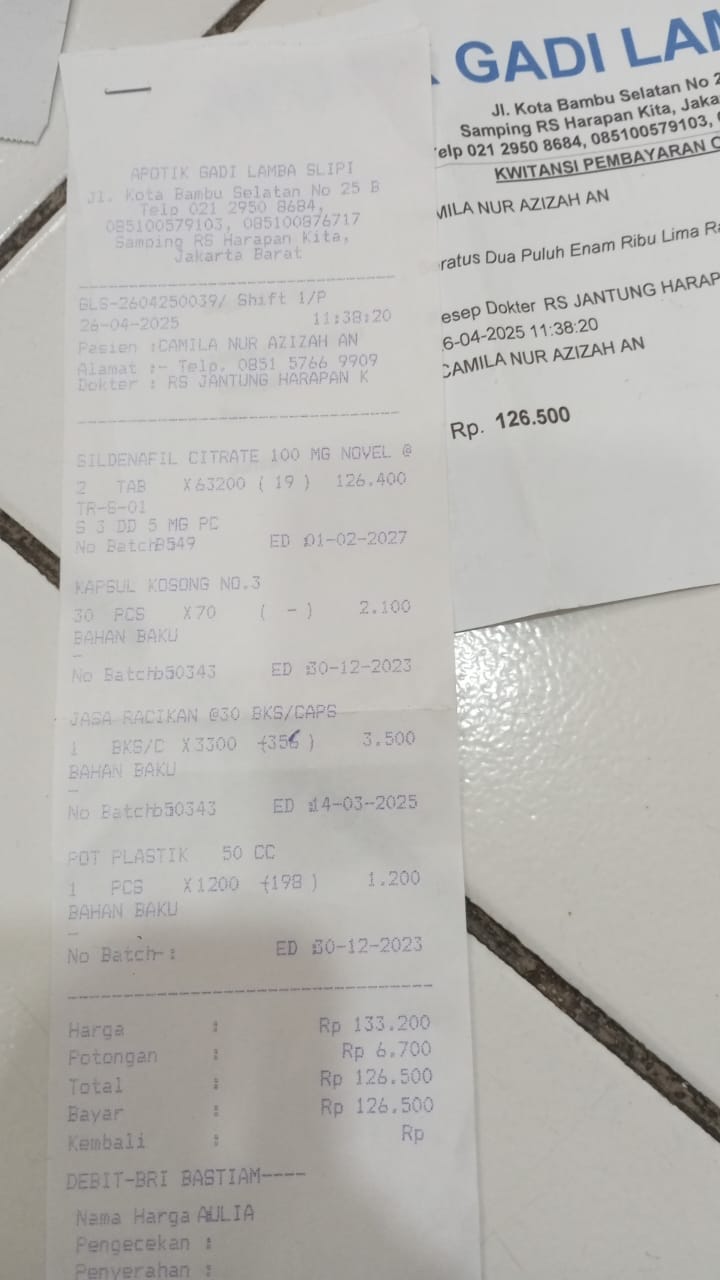 APOTIK GADI LAMBA SLIPI
Jl. Kota Bambu Selatan No 25 B
Telp 021 2950 8684,
085100579103, 085100876717
Samping RS Harapan Kita,
Jakarta Barat
GLS-2604250039/ Shift 1/P
26-04-2025 11:38:20
Pasien :CAMILA NUR AZIZAH AN
Alamat :- Telp. 0851 5766 9909
Dokter : RS JANTUNG HARAPAN K
SILDENAFIL CITRATE 100 MG NOVEL @
2 TAB X63200 ( 19 ) 126.400
TR-S-01
S 3 DD 5 MG PC
No Batch B549 ED :01-02-2027
KAPSUL KOSONG NO.3
30 PCS X70 ( - ) 2.100
BAHAN BAKU
-
No Batch b50343 ED :30-12-2023
JASA RACIKAN @30 BKS/CAPS
1 BKS/C X3300 (356 ) 3.500
BAHAN BAKU
-
No Batch b50343 ED :14-03-2025
POT PLASTIK 50 CC
1 PCS X1200 (198 ) 1.200
BAHAN BAKU
-
No Batch- : ED :30-12-2023
Harga : Rp 133.200
Potongan : Rp 6.700
Total : Rp 126.500
Bayar : Rp 126.500
Kembali : Rp
DEBIT-BRI BASTIAM----
Nama Harga AULIA
Pengecekan :
Penyerahan :
GADI LAM
Jl. Kota Bambu Selatan No 2
Samping RS Harapan Kita, Jaka
elp 021 2950 8684, 085100579103,
KWITANSI PEMBAYARAN
MILA NUR AZIZAH AN
ratus Dua Puluh Enam Ribu Lima Ra
esep Dokter RS JANTUNG HARAP
6-04-2025 11:38:20
CAMILA NUR AZIZAH AN
Rp. 126.500